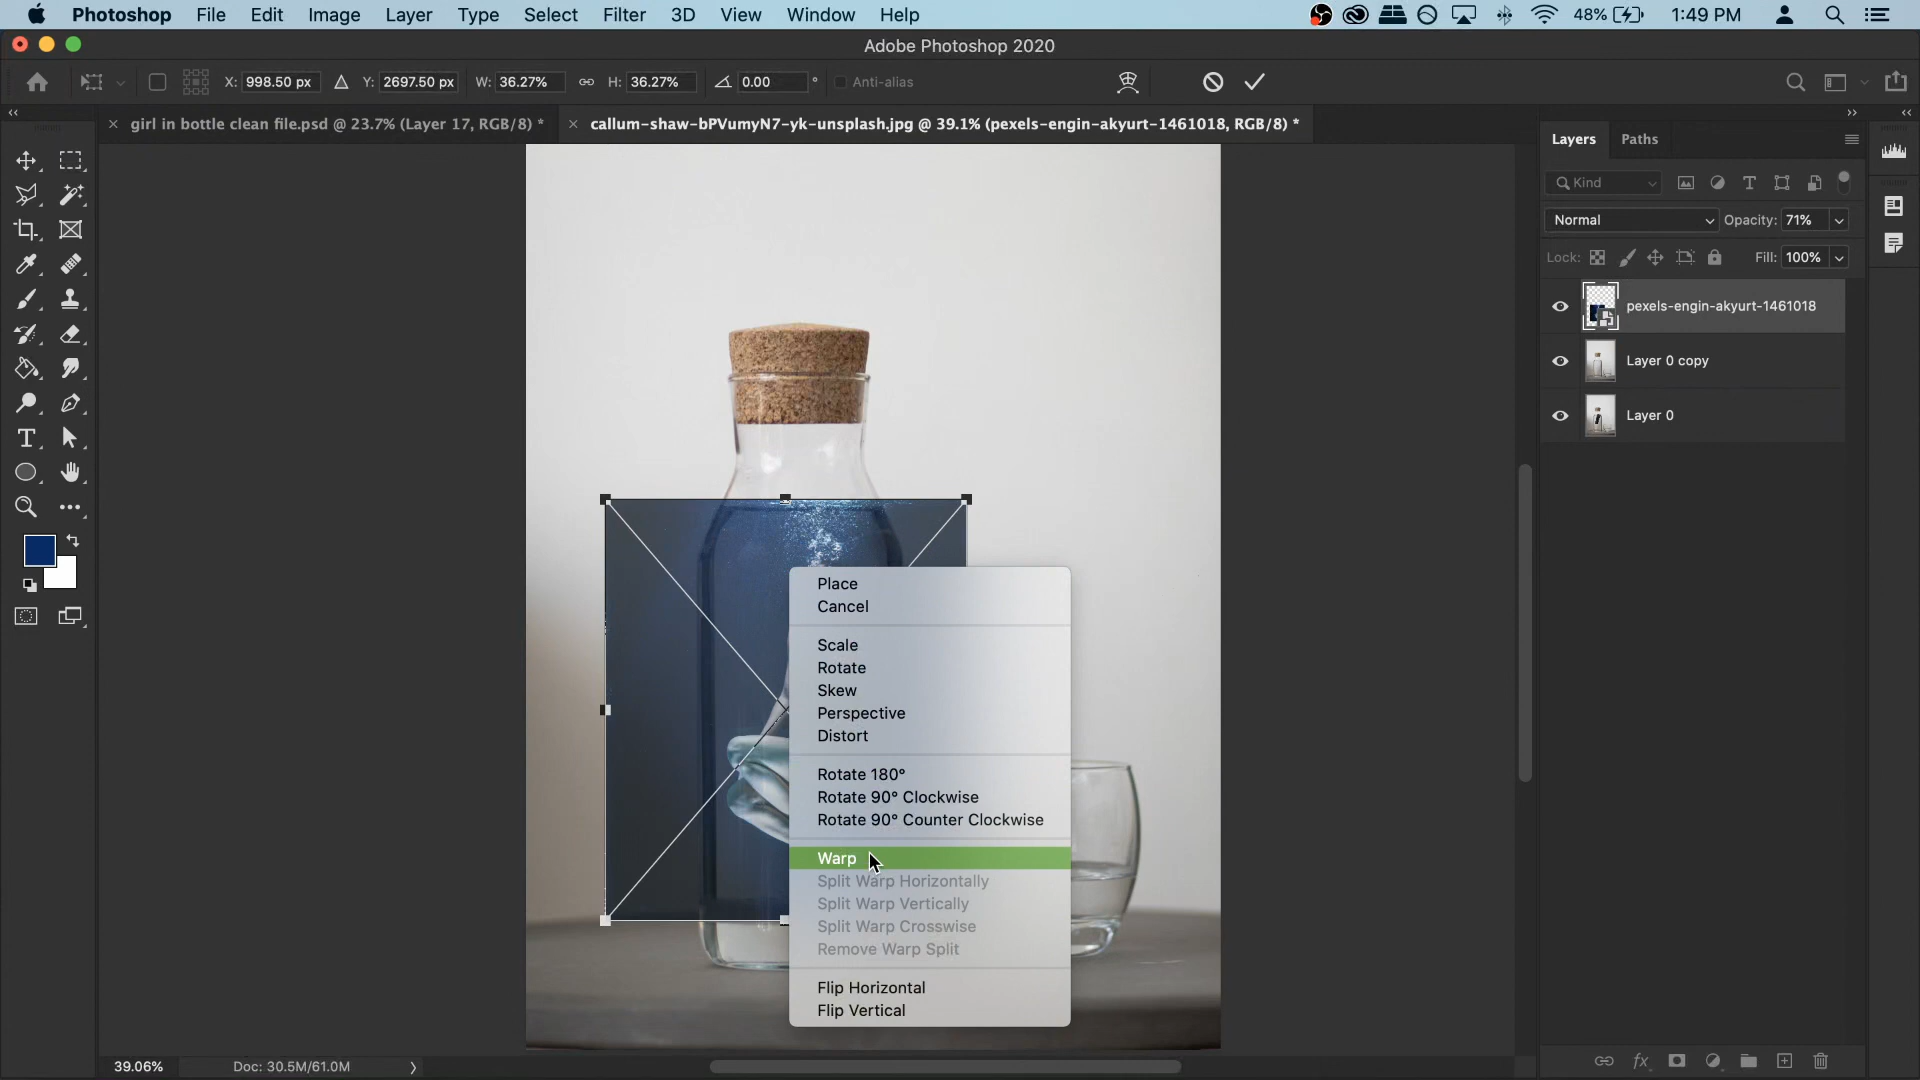 Photoshop File Edit Image Layer Type Select Filter 3D View Window Help 48% 1:49 PM
Adobe Photoshop 2020
X: 998.50 px Y: 2697.50 px W: 36.27% H: 36.27% 0.00 ° Anti-alias
girl in bottle clean file.psd @ 23.7% (Layer 17, RGB/8) * callum-shaw-bPVumyN7-yk-unsplash.jpg @ 39.1% (pexels-engin-akyurt-1461018, RGB/8) *
Layers Paths
Kind
Normal Opacity: 71%
Lock: Fill: 100%
pexels-engin-akyurt-1461018
Layer 0 copy
Layer 0
Place
Cancel
Scale
Rotate
Skew
Perspective
Distort
Rotate 180°
Rotate 90° Clockwise
Rotate 90° Counter Clockwise
Warp
Split Warp Horizontally
Split Warp Vertically
Split Warp Crosswise
Remove Warp Split
Flip Horizontal
Flip Vertical
39.06% Doc: 30.5M/61.0M